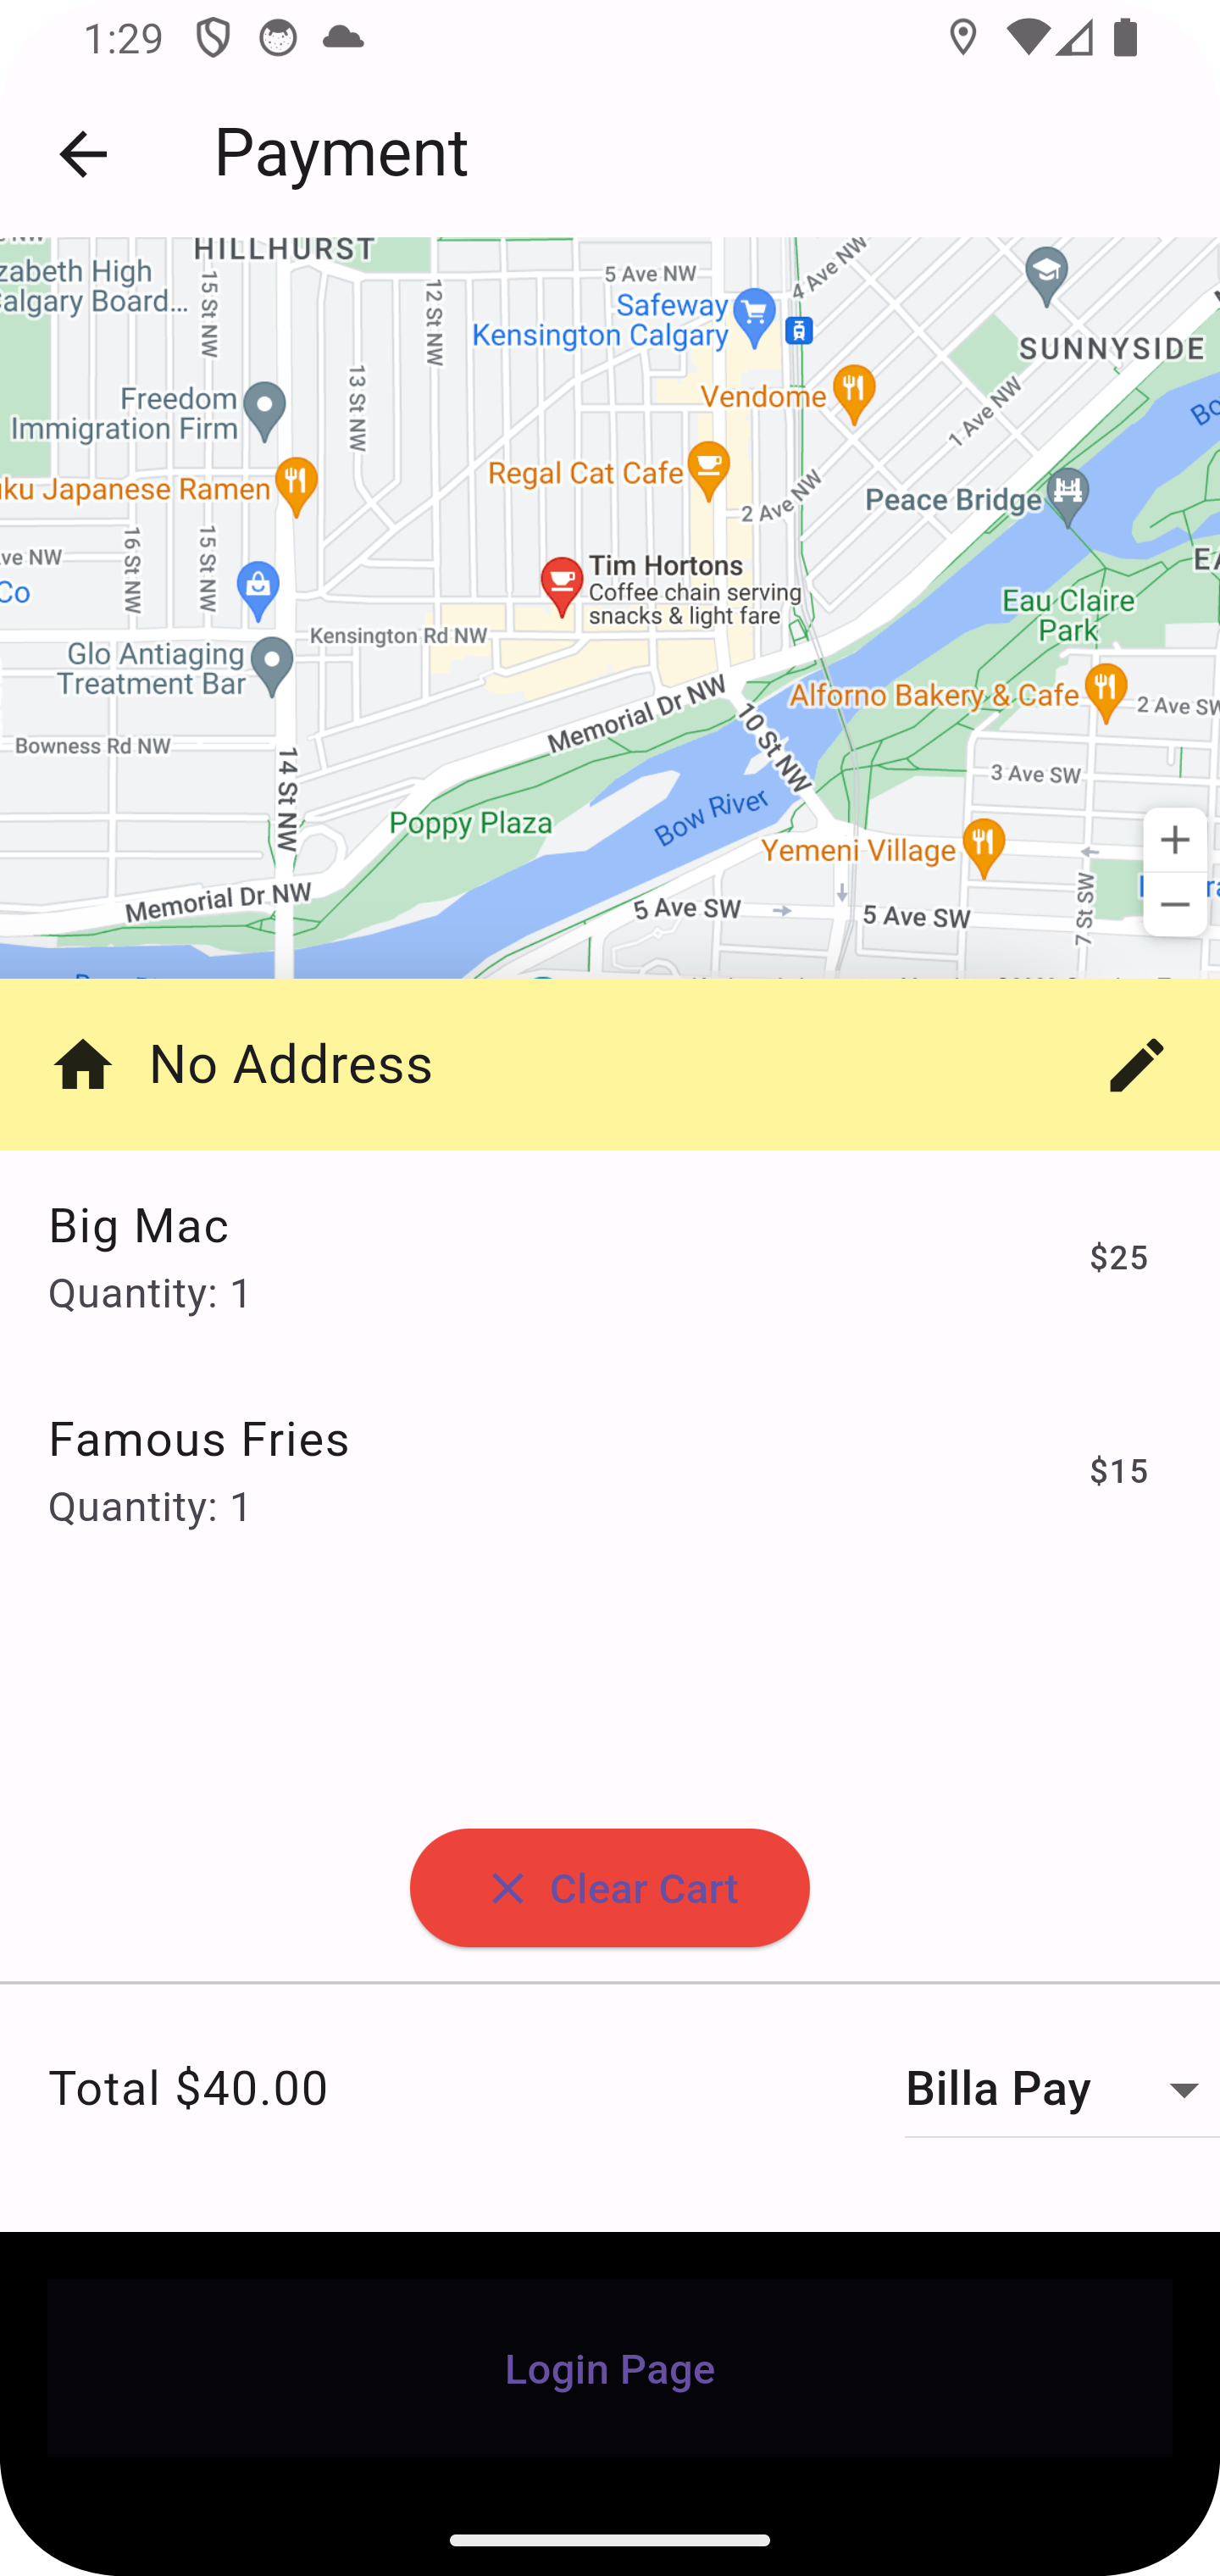 1:29
Payment
HILLHURST
zabeth High
Calgary Board...
15 St NW
12 St NW
5 Ave NW
4 Ave NW
Safeway
Kensington Calgary
SUNNYSIDE
13 St NW
Freedom
Immigration Firm
Vendome
1 Ave NW
Regal Cat Cafe
ku Japanese Ramen
2 Ave NW
Peace Bridge
16 St NW
15 St NW
ve NW
Co
Tim Hortons
Coffee chain serving
snacks & light fare
EA
Eau Claire
Park
Kensington Rd NW
Glo Antiaging
Treatment Bar
Memorial Dr NW
10 St NW
Alforno Bakery & Cafe
2 Ave SW
Bowness Rd NW
14 St NW
3 Ave SW
Poppy Plaza
Bow River
Yemeni Village
Memorial Dr NW
5 Ave SW
5 Ave SW
7 St SW
No Address
Big Mac
$25
Quantity: 1
Famous Fries
$15
Quantity: 1
Clear Cart
Total $40.00
Billa Pay
Login Page